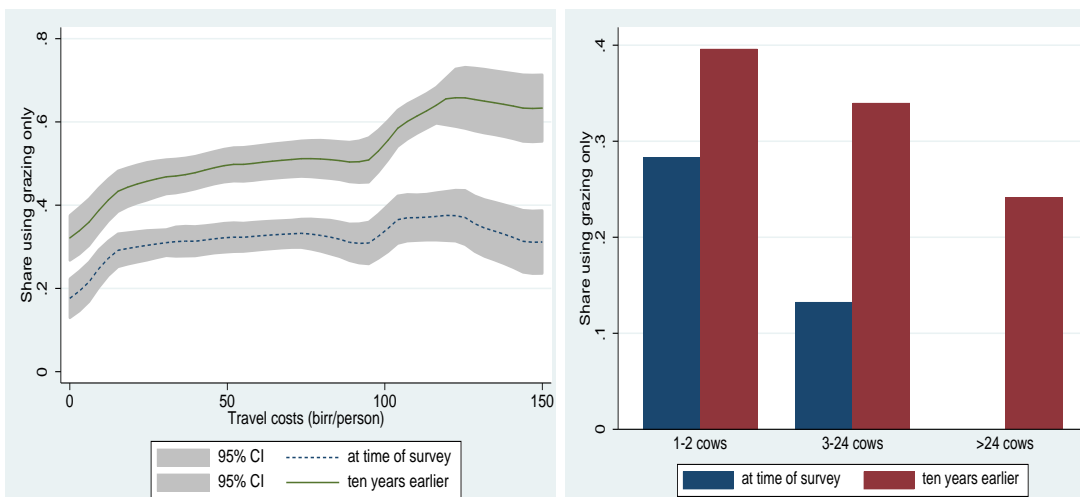 Share using grazing only
.8
.6
.4
.2
0
0 50 100 150
Travel costs (birr/person)
95% CI at time of survey
95% CI ten years earlier
Share using grazing only
.4
.3
.2
.1
0
1-2 cows 3-24 cows >24 cows
at time of survey ten years earlier